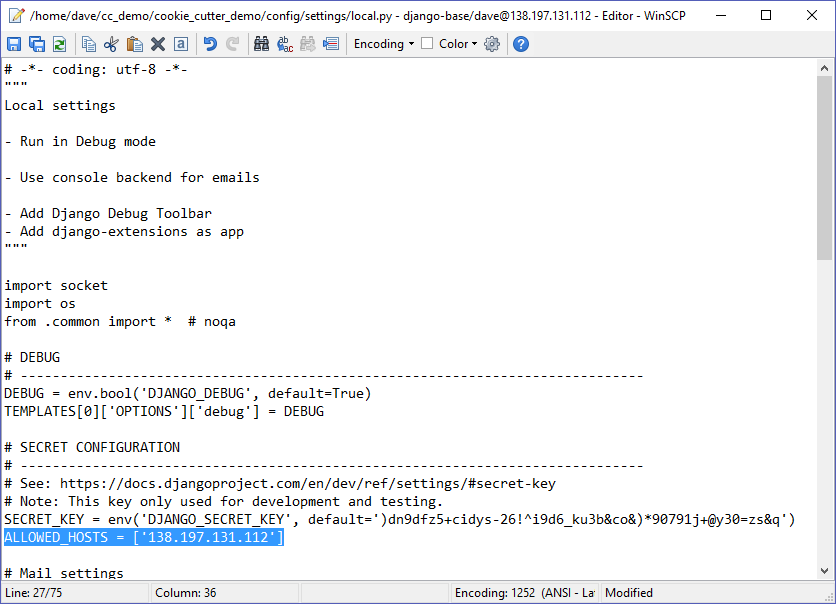 /home/dave/cc_demo/cookie_cutter_demo/config/settings/local.py - django-base/dave@138.197.131.112 - Editor - WinSCP
Encoding Color
# -*- coding: utf-8 -*-
"""
Local settings
- Run in Debug mode
- Use console backend for emails
- Add Django Debug Toolbar
- Add django-extensions as app
"""
import socket
import os
from .common import *  # noqa
# DEBUG
# ------------------------------------------------------------------------------
DEBUG = env.bool('DJANGO_DEBUG', default=True)
TEMPLATES[0]['OPTIONS']['debug'] = DEBUG
# SECRET CONFIGURATION
# ------------------------------------------------------------------------------
# See: https://docs.djangoproject.com/en/dev/ref/settings/#secret-key
# Note: This key only used for development and testing.
SECRET_KEY = env('DJANGO_SECRET_KEY', default=')dn9dfz5+cidys-26!^i9d6_ku3b&co&)*90791j+@y30=zs&q')
ALLOWED_HOSTS = ['138.197.131.112']
# Mail settings
Line: 27/75 Column: 36 Encoding: 1252 (ANSI - La Modified